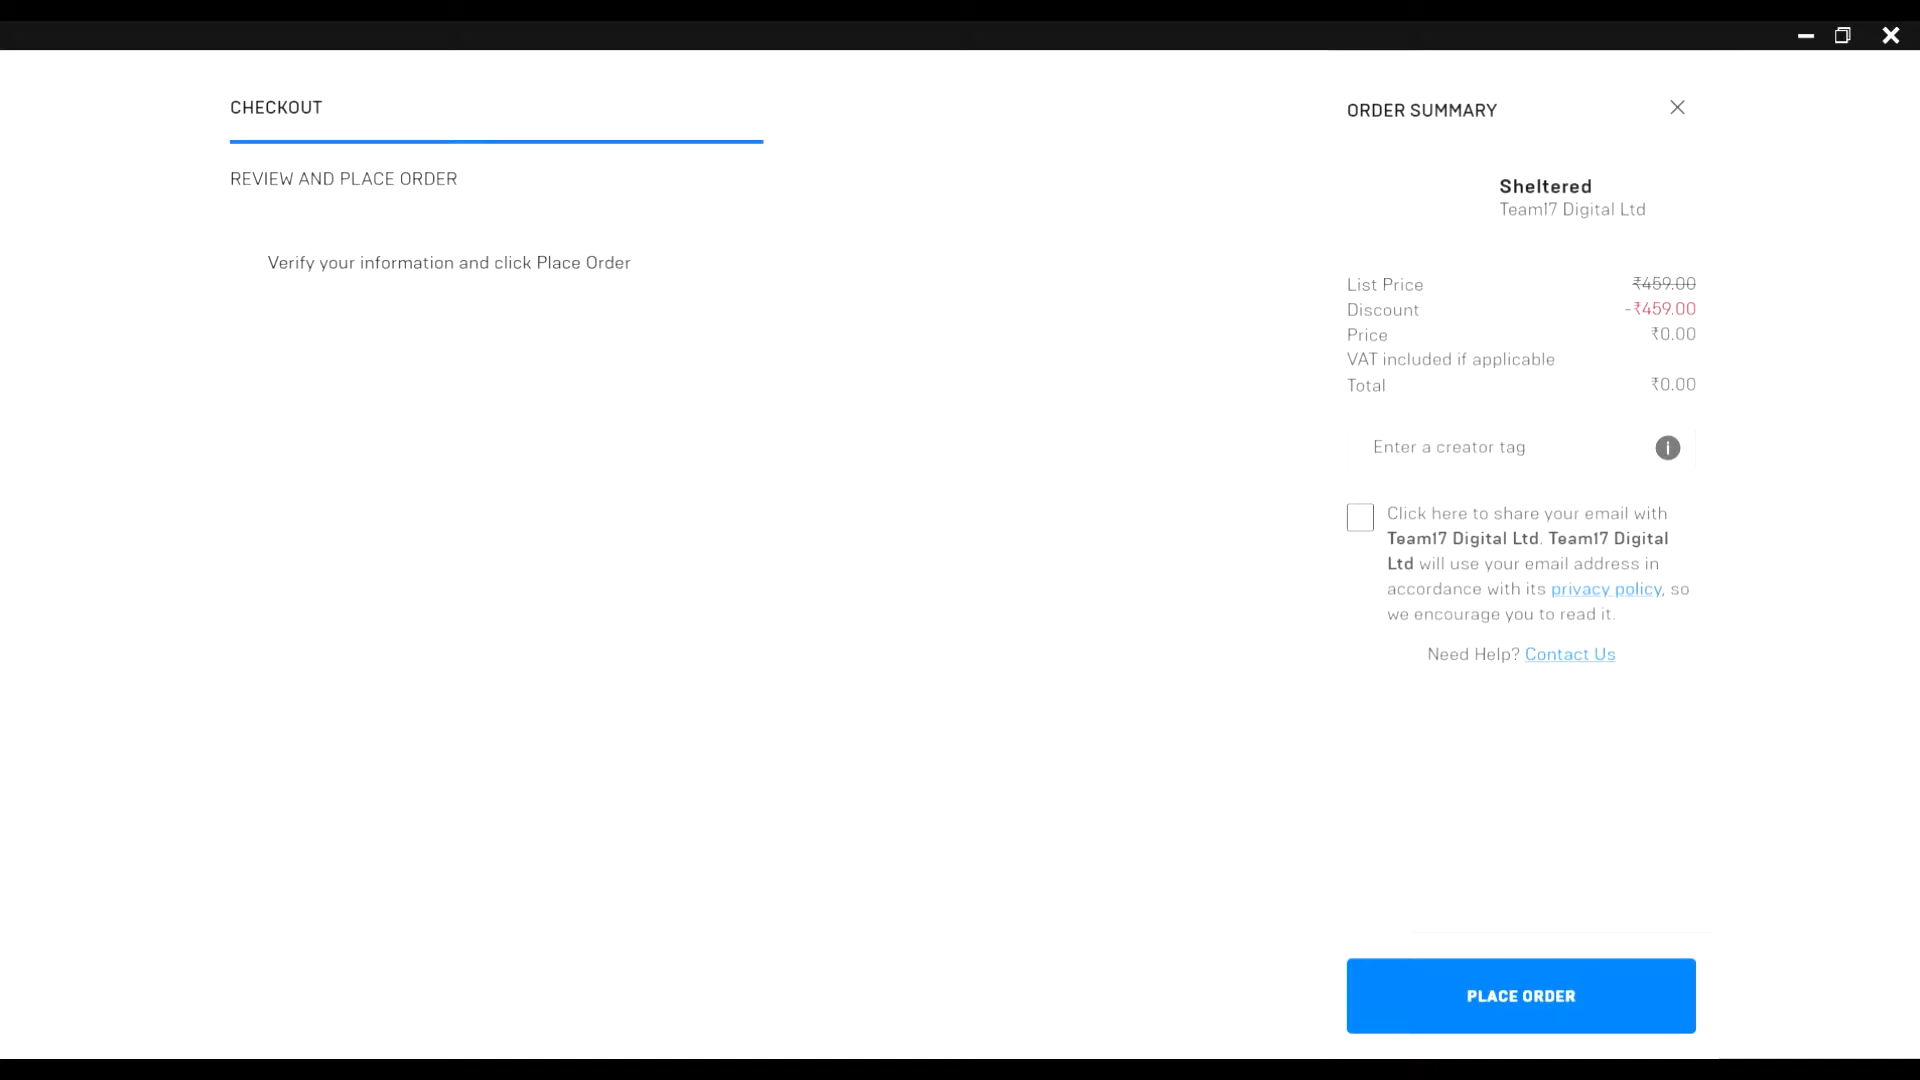 CHECKOUT
REVIEW AND PLACE ORDER
Verify your information and click Place Order
ORDER SUMMARY
Sheltered
Team17 Digital Ltd
List Price ₹459.00
Discount -₹459.00
Price ₹0.00
VAT included if applicable
Total ₹0.00
Enter a creator tag
Click here to share your email with
Team17 Digital Ltd. Team17 Digital
Ltd will use your email address in
accordance with its privacy policy, so
we encourage you to read it.
Need Help? Contact Us
PLACE ORDER